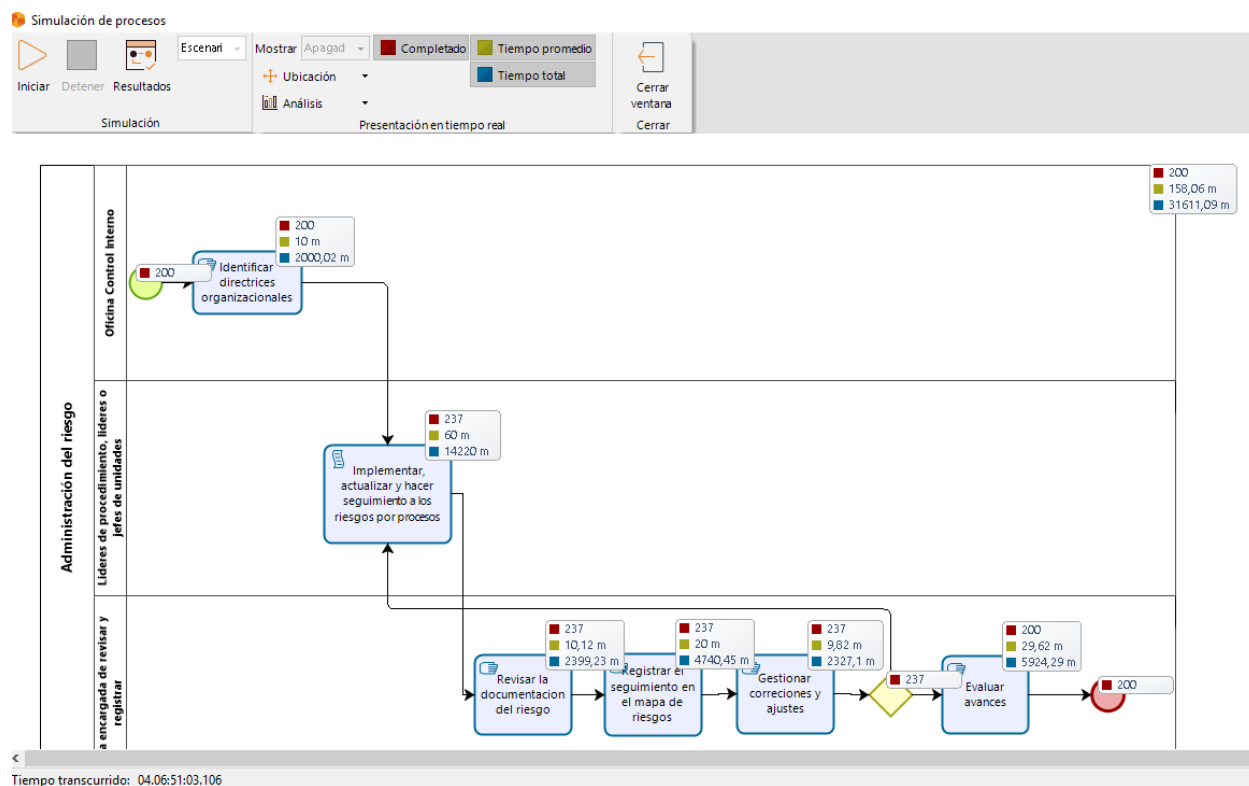 Simulación de procesos
Iniciar
Detener
Resultados
Escenari
Simulación
Mostrar Apagad
Ubicación
Análisis
Completado
Tiempo promedio
Tiempo total
Presentación en tiempo real
Cerrar
ventana
Cerrar
200
158,06 m
31611,09 m
Administración del riesgo
Oficina Control Interno
200
200
10 m
2000,02 m
Identificar
directrices
organizacionales
Lideres de procedimiento, lideres o
jefes de unidades
237
60 m
14220 m
Implementar,
actualizar y hacer
seguimiento a los
riesgos por procesos
a encargada de revisar y
registrar
237
10,12 m
2399,23 m
Revisar la
documentacion
del riesgo
237
20 m
4740,45 m
Registrar el
seguimiento en
el mapa de
riesgos
237
9,82 m
2327,1 m
Gestionar
correciones y
ajustes
237
200
29,62 m
5924,29 m
Evaluar
avances
200
Tiempo transcurrido: 04.06:51:03.106